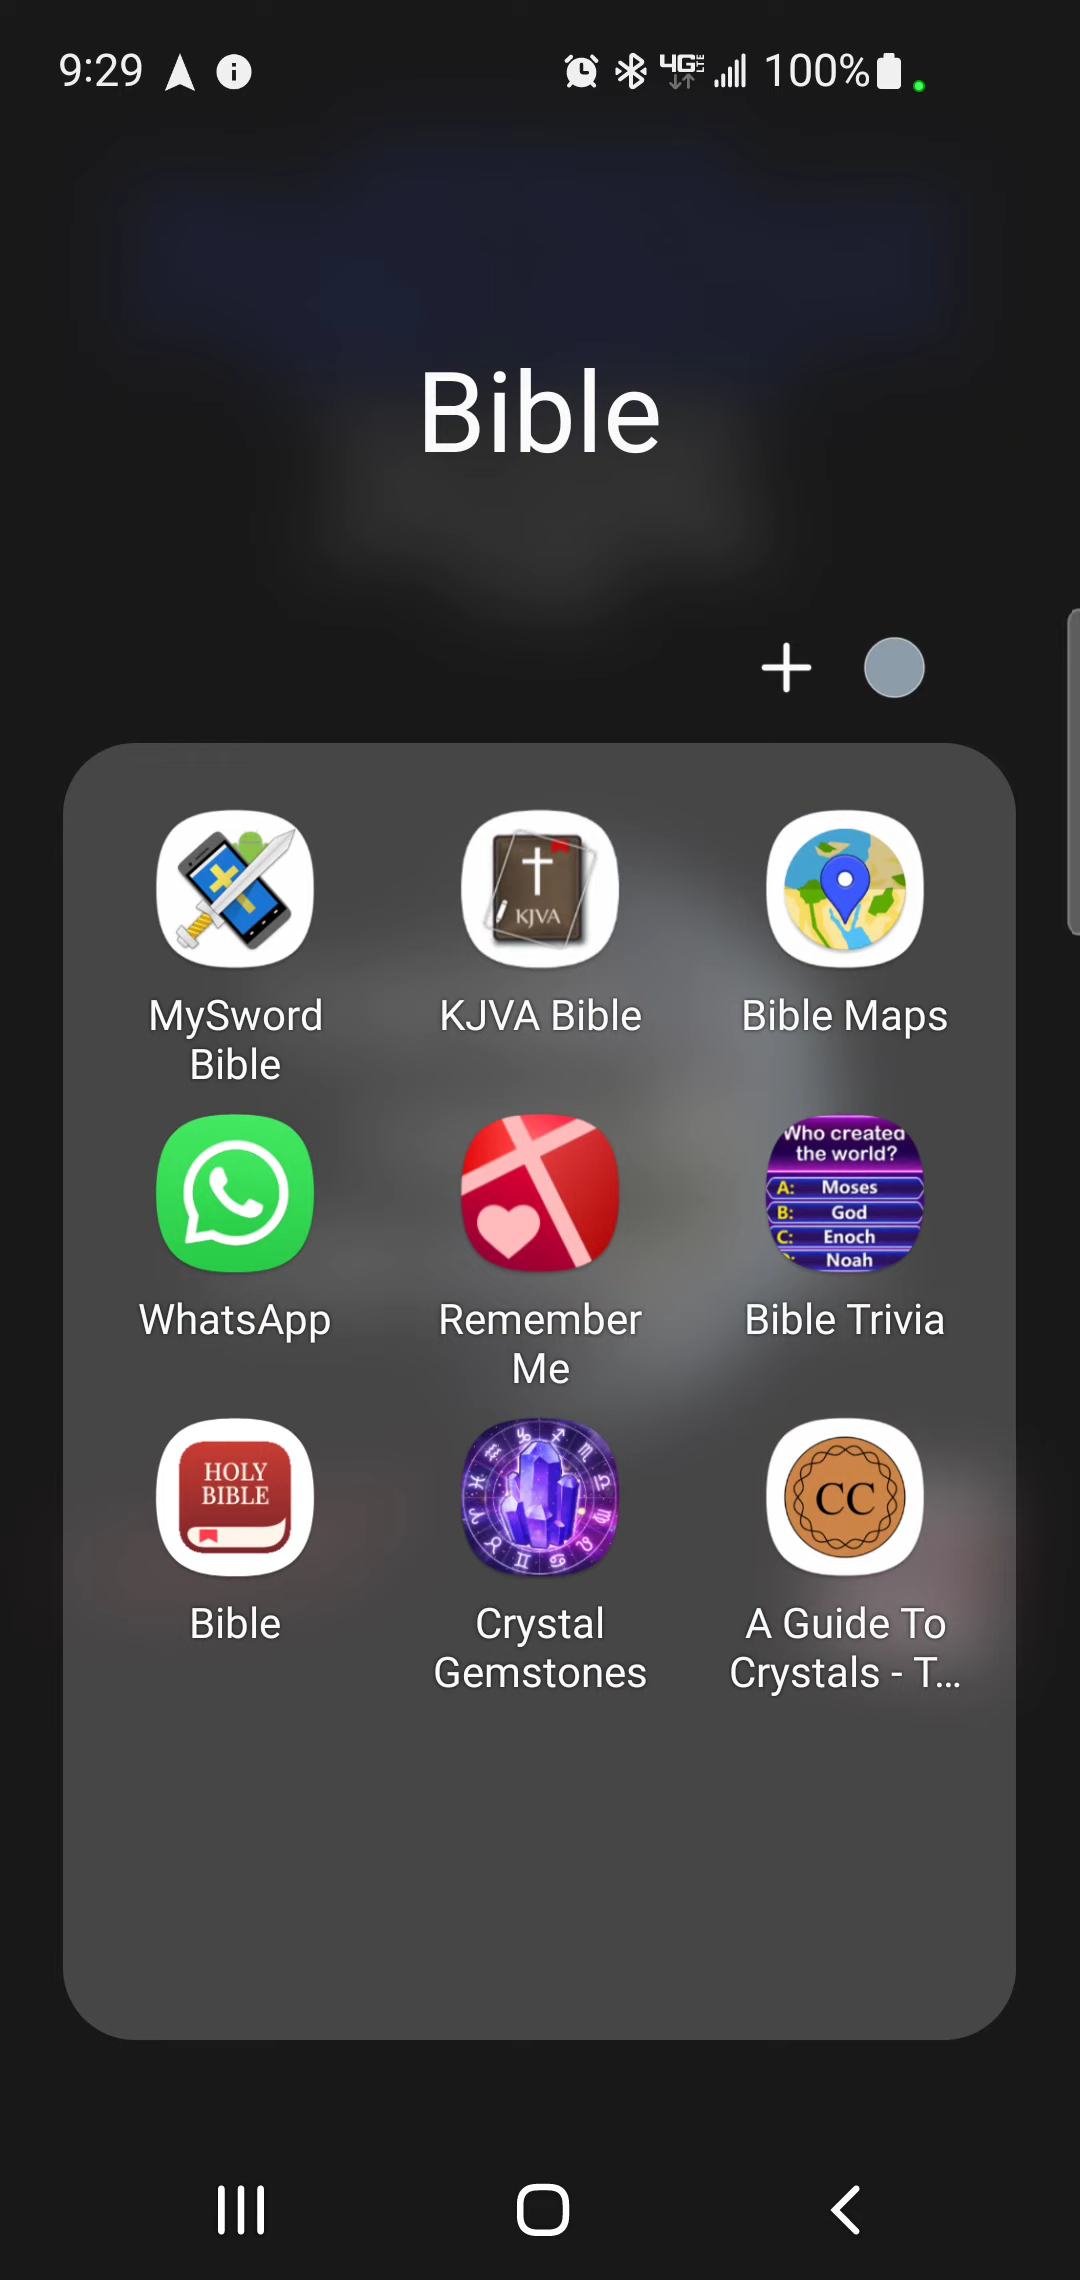 9:29
4G LTE
100%
Bible
KJVA
MySword
Bible
KJVA Bible
Bible Maps
Who created
the world?
A: Moses
B: God
C: Enoch
Noah
WhatsApp
Remember
Me
Bible Trivia
HOLY
BIBLE
CC
Bible
Crystal
Gemstones
A Guide To
Crystals - T...